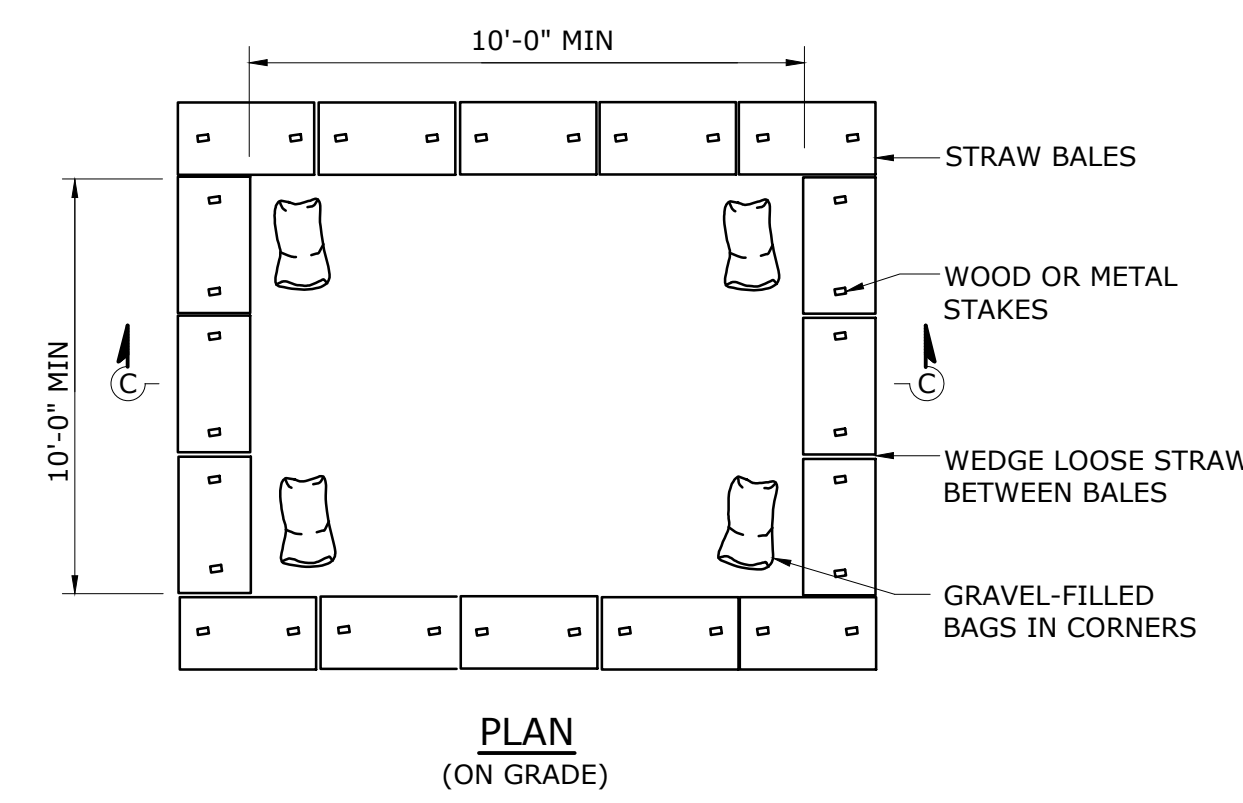 10'-0" MIN
STRAW BALES
WOOD OR METAL
STAKES
10'-0" MIN
C
C
WEDGE LOOSE STRAW
BETWEEN BALES
GRAVEL-FILLED
BAGS IN CORNERS
PLAN
(ON GRADE)